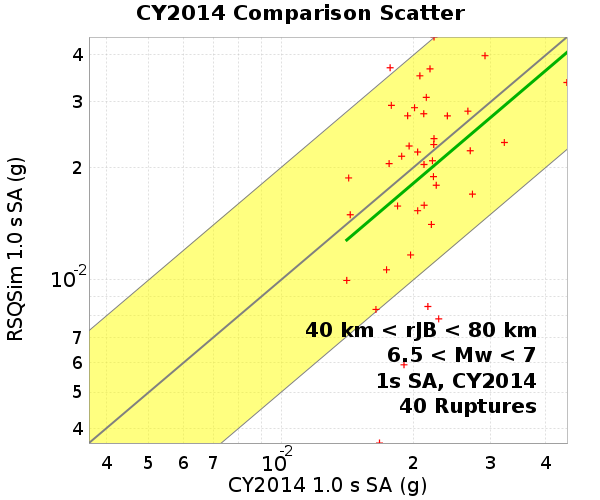 CY2014 Comparison Scatter
RSQSim 1.0 s SA (g)
4
3
2
10⁻²
7
6
5
4
40 km < rJB < 80 km
6.5 < Mw < 7
1s SA, CY2014
40 Ruptures
4 5 6 7 10⁻² 2 3 4
CY2014 1.0 s SA (g)